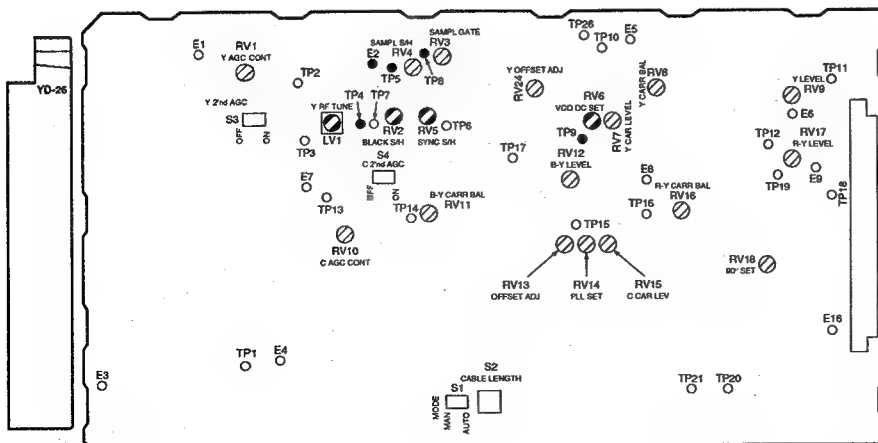 TP26
E5
TP10
E1
RV1
Y AGC CONT
SAMPL S/H
SAMPL GATE
RV3
E2
RV4
TP5
TP8
Y OFFSET ADJ
RV24
RV8
Y CARR BAL
TP11
Y LEVEL
RV9
YD-26
TP2
TP4
TP7
RV6
VCO DC SET
RV7
Y CAR LEVEL
E6
Y 2'nd AGC
S3
OFF
ON
Y RF TUNE
LV1
RV2
BLACK S/H
RV5
SYNC S/H
TP6
TP9
TP12
RV17
R-Y LEVEL
TP3
S4
C 2'nd AGC
OFF
ON
TP17
RV12
B-Y LEVEL
E8
TP19
E9
TP18
E7
TP13
TP14
B-Y CARR BAL
RV11
R-Y CARR BAL
RV16
TP16
TP15
RV10
C AGC CONT
RV13
OFFSET ADJ
RV14
PLL SET
RV15
C CAR LEV
RV18
90° SET
E16
TP1
E4
E3
S2
CABLE LENGTH
S1
MODE
MAN
AUTO
TP21
TP20